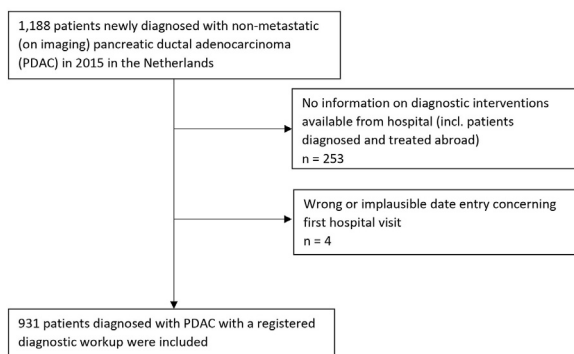 1,188 patients newly diagnosed with non-metastatic
(on imaging) pancreatic ductal adenocarcinoma
(PDAC) in 2015 in the Netherlands
No information on diagnostic interventions
available from hospital (incl. patients
diagnosed and treated abroad)
n = 253
Wrong or implausible date entry concerning
first hospital visit
n = 4
931 patients diagnosed with PDAC with a registered
diagnostic workup were included